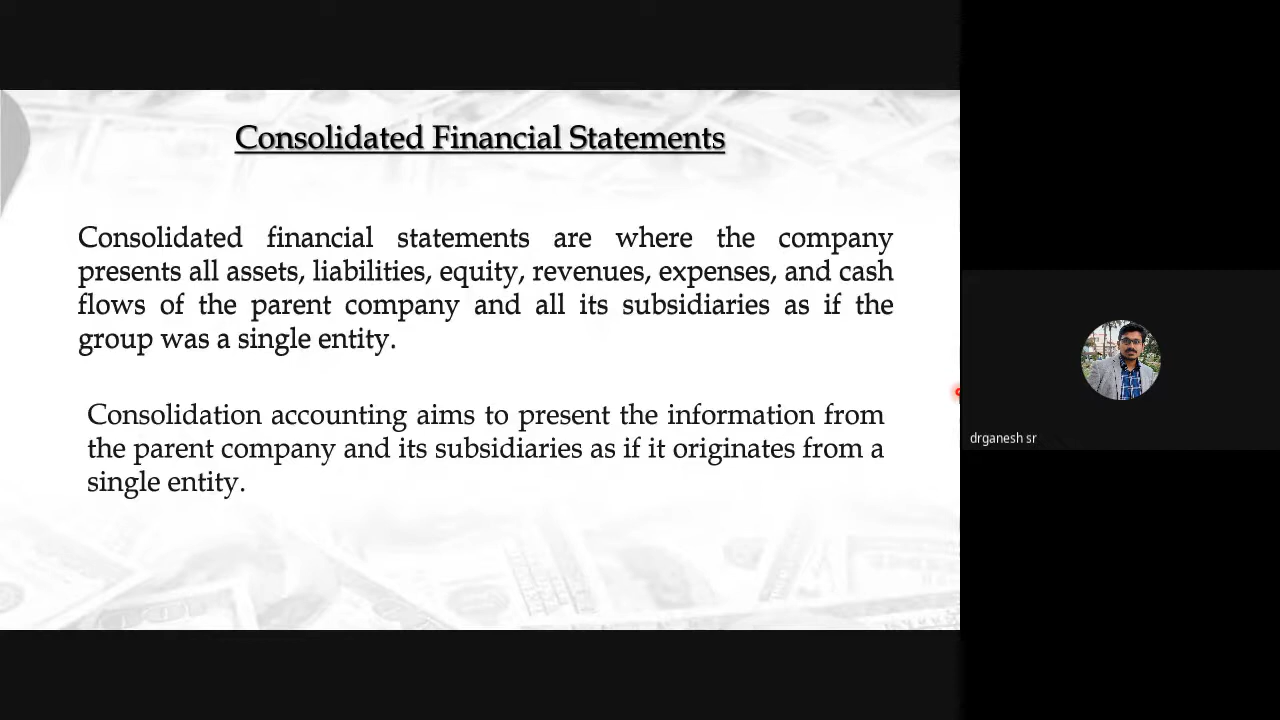 Consolidated Financial Statements
Consolidated financial statements are where the company
presents all assets, liabilities, equity, revenues, expenses, and cash
flows of the parent company and all its subsidiaries as if the
group was a single entity.
Consolidation accounting aims to present the information from
the parent company and its subsidiaries as if it originates from a
single entity.
drganesh sr